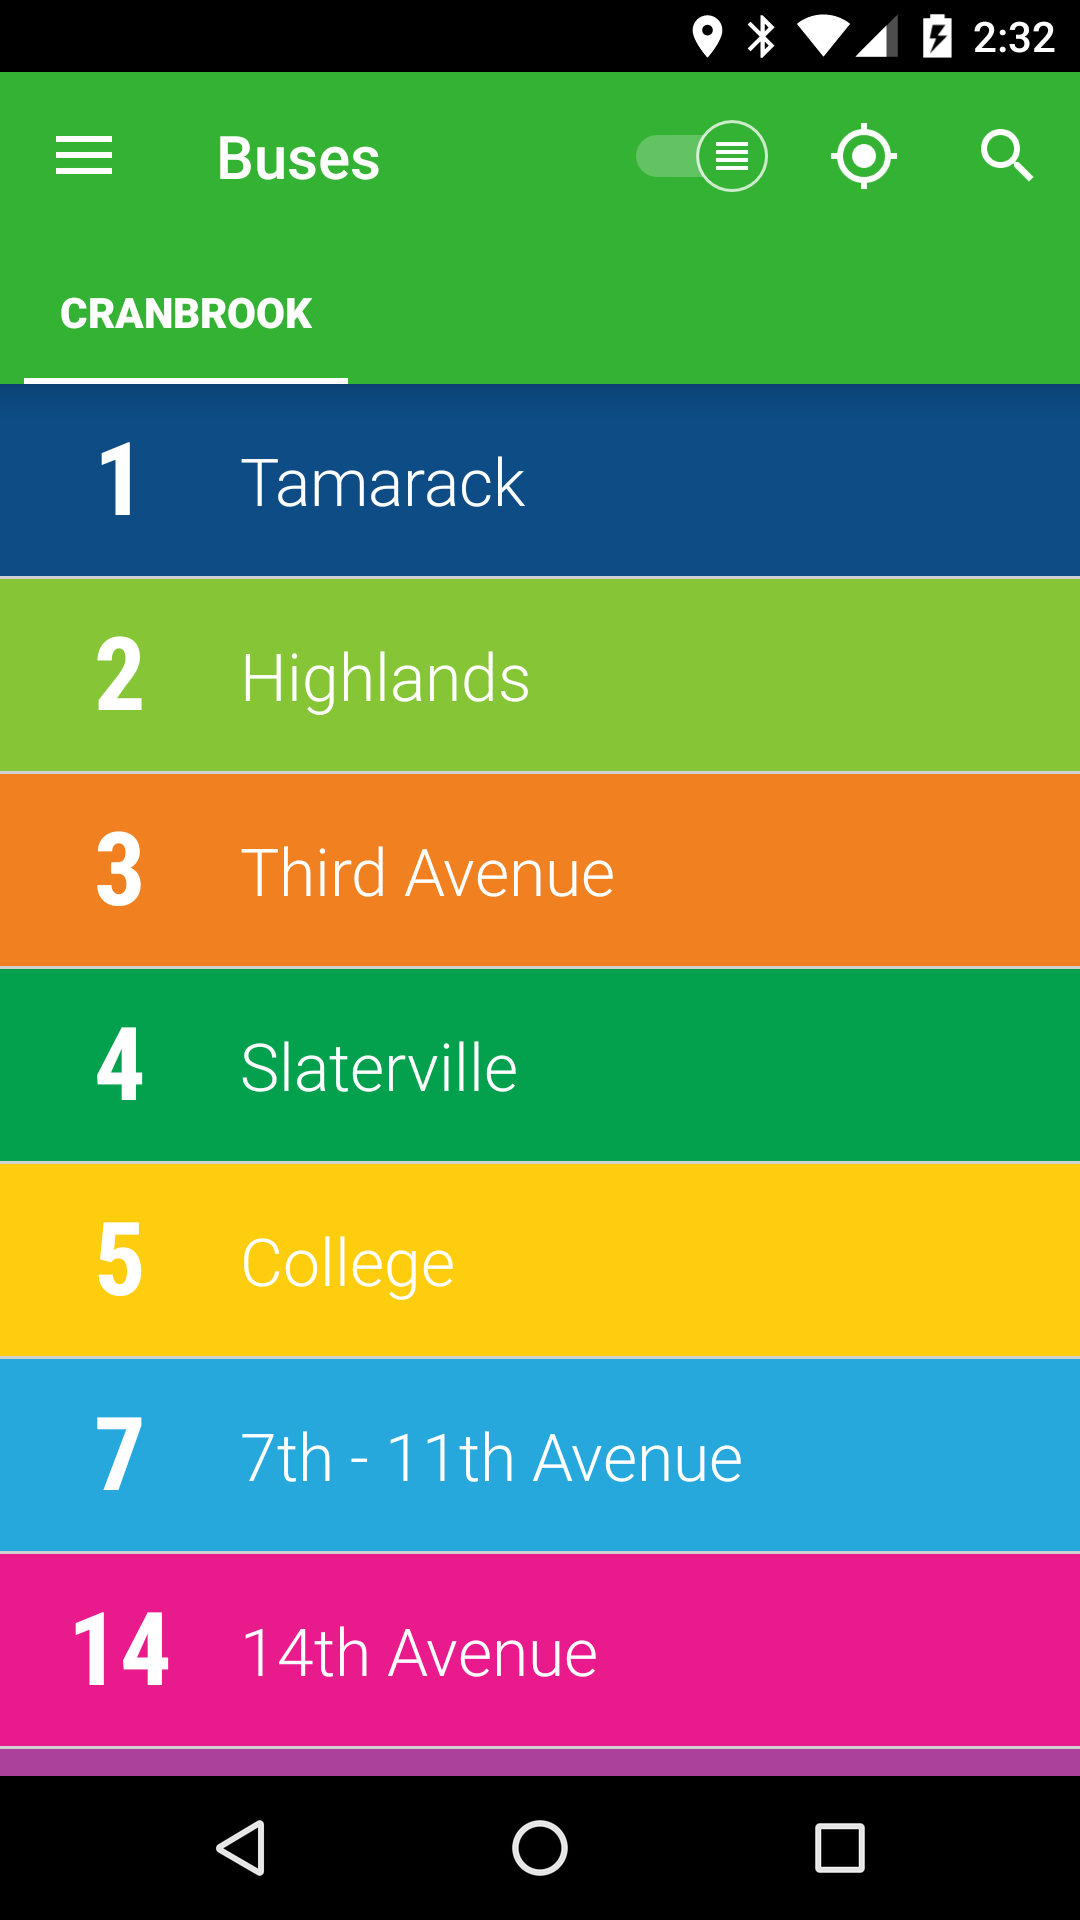 2:32
Buses
CRANBROOK
1 Tamarack
2 Highlands
3 Third Avenue
4 Slaterville
5 College
7 7th - 11th Avenue
14 14th Avenue